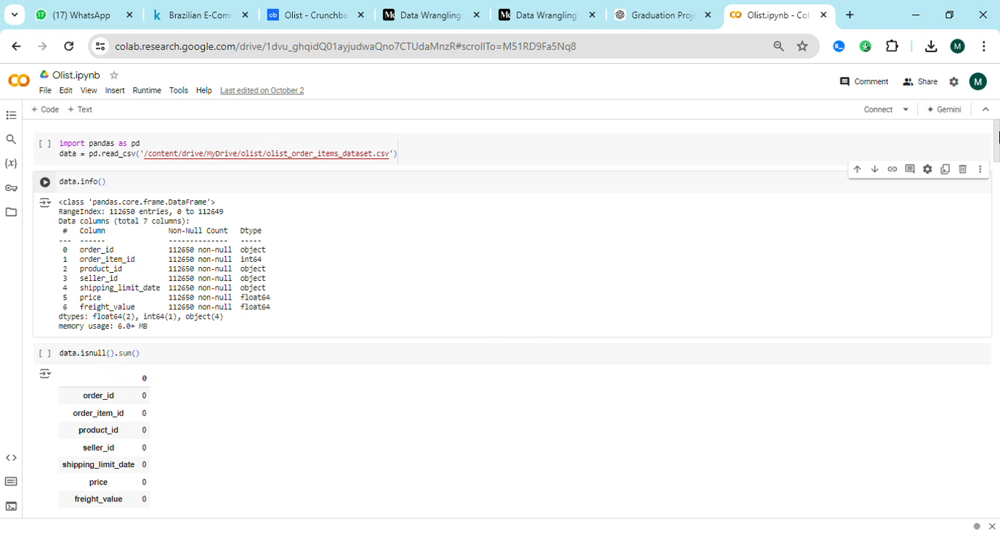 (17) WhatsApp
Brazilian E-Com
Olist - Crunchba
Data Wrangling
Data Wrangling
Graduation Proje
Olist.ipynb - Col
colab.research.google.com/drive/1dvu_ghqidQ01ayjudwaQno7CTUdaMnzR#scrollTo=M51RD9Fa5Nq8
M
Olist.ipynb
File Edit View Insert Runtime Tools Help Last edited on October 2
Comment Share M
+ Code + Text
Connect Gemini
[ ] import pandas as pd
data = pd.read_csv('/content/drive/MyDrive/olist/olist_order_items_dataset.csv')
data.info()
<class 'pandas.core.frame.DataFrame'>
RangeIndex: 112650 entries, 0 to 112649
Data columns (total 7 columns):
# Column Non-Null Count Dtype
--- ------ -------------- -----
0 order_id 112650 non-null object
1 order_item_id 112650 non-null int64
2 product_id 112650 non-null object
3 seller_id 112650 non-null object
4 shipping_limit_date 112650 non-null object
5 price 112650 non-null float64
6 freight_value 112650 non-null float64
dtypes: float64(2), int64(1), object(4)
memory usage: 6.0+ MB
[ ] data.isnull().sum()
0
order_id 0
order_item_id 0
product_id 0
seller_id 0
shipping_limit_date 0
price 0
freight_value 0